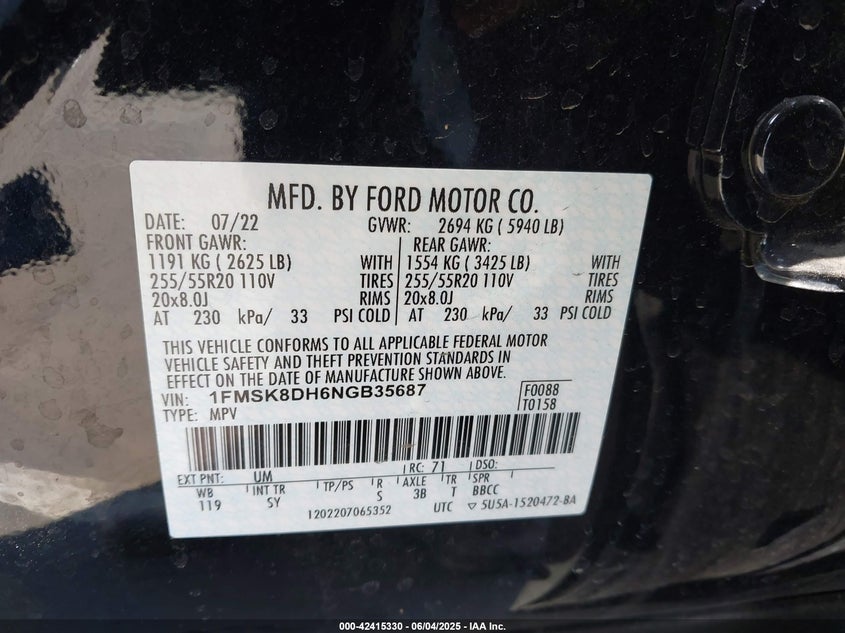 MFD. BY FORD MOTOR CO.
DATE: 07/22 GVWR: 2694 KG ( 5940 LB)
FRONT GAWR: REAR GAWR:
1191 KG ( 2625 LB) WITH 1554 KG ( 3425 LB) WITH
255/55R20 110V TIRES 255/55R20 110V TIRES
20x8.0J RIMS 20x8.0J RIMS
AT 230 kPa/ 33 PSI COLD AT 230 kPa/ 33 PSI COLD
THIS VEHICLE CONFORMS TO ALL APPLICABLE FEDERAL MOTOR
VEHICLE SAFETY AND THEFT PREVENTION STANDARDS IN
EFFECT ON THE DATE OF MANUFACTURE SHOWN ABOVE.
VIN: 1FMSK8DH6NGB35687 F0088
TYPE: MPV T0158
EXT PNT: UM RC: 71 DSO:
WB INT TR TP/PS R AXLE TR SPR
119 SY S 3B T BBCC
1202207065352 UTC ▽ 5U5A-1520472-BA
000-42415330 - 06/04/2025 - IAA Inc.